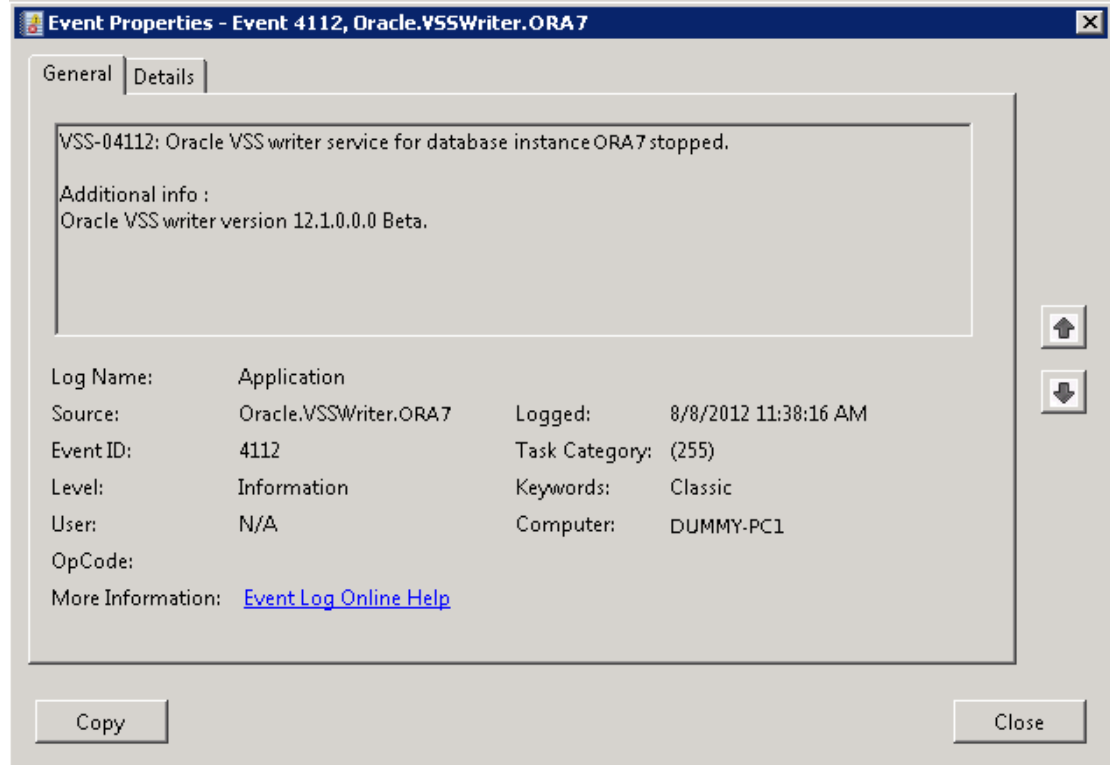 Event Properties - Event 4112, Oracle.VSSWriter.ORA7
General Details
VSS-04112: Oracle VSS writer service for database instance ORA7 stopped.
Additional info :
Oracle VSS writer version 12.1.0.0.0 Beta.
Log Name: Application
Source: Oracle.VSSWriter.ORA7 Logged: 8/8/2012 11:38:16 AM
Event ID: 4112 Task Category: (255)
Level: Information Keywords: Classic
User: N/A Computer: DUMMY-PC1
OpCode:
More Information: Event Log Online Help
Copy Close